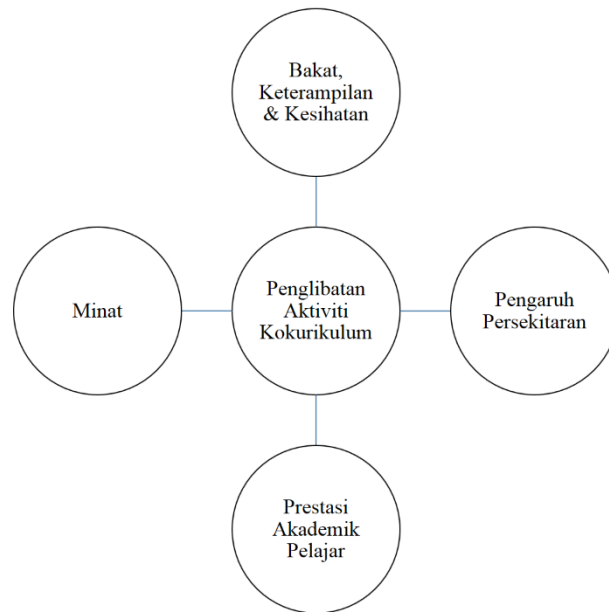 Bakat,
Keterampilan
& Kesihatan
Minat
Penglibatan
Aktiviti
Kokurikulum
Pengaruh
Persekitaran
Prestasi
Akademik
Pelajar